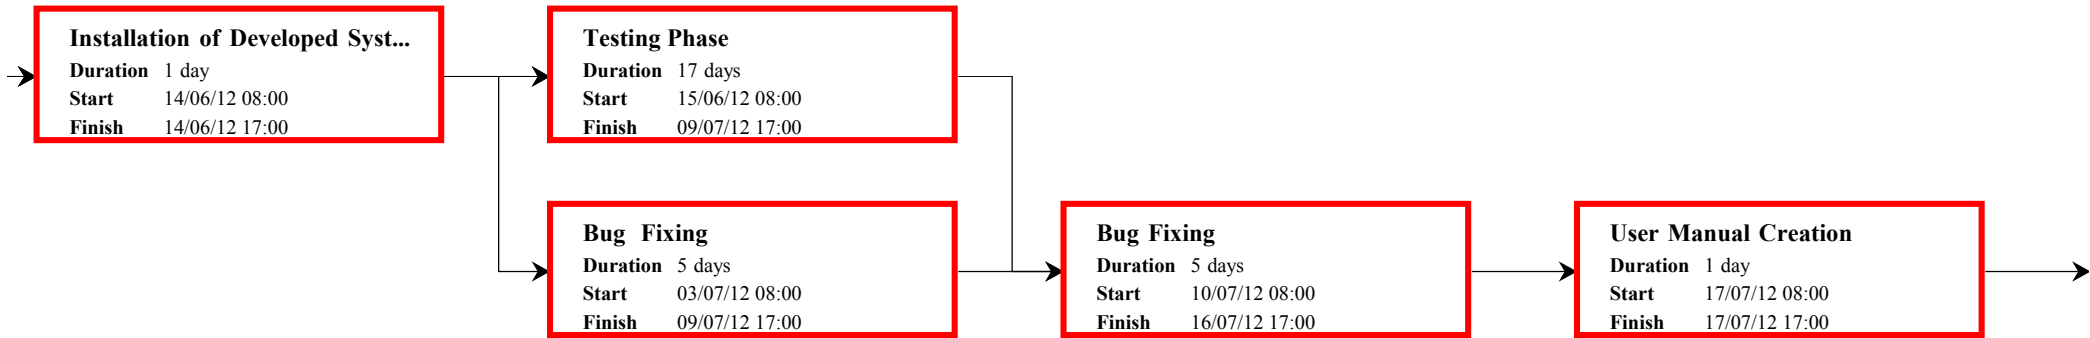 Installation of Developed Syst...
Duration 1 day
Start 14/06/12 08:00
Finish 14/06/12 17:00
Testing Phase
Duration 17 days
Start 15/06/12 08:00
Finish 09/07/12 17:00
Bug Fixing
Duration 5 days
Start 03/07/12 08:00
Finish 09/07/12 17:00
Bug Fixing
Duration 5 days
Start 10/07/12 08:00
Finish 16/07/12 17:00
User Manual Creation
Duration 1 day
Start 17/07/12 08:00
Finish 17/07/12 17:00